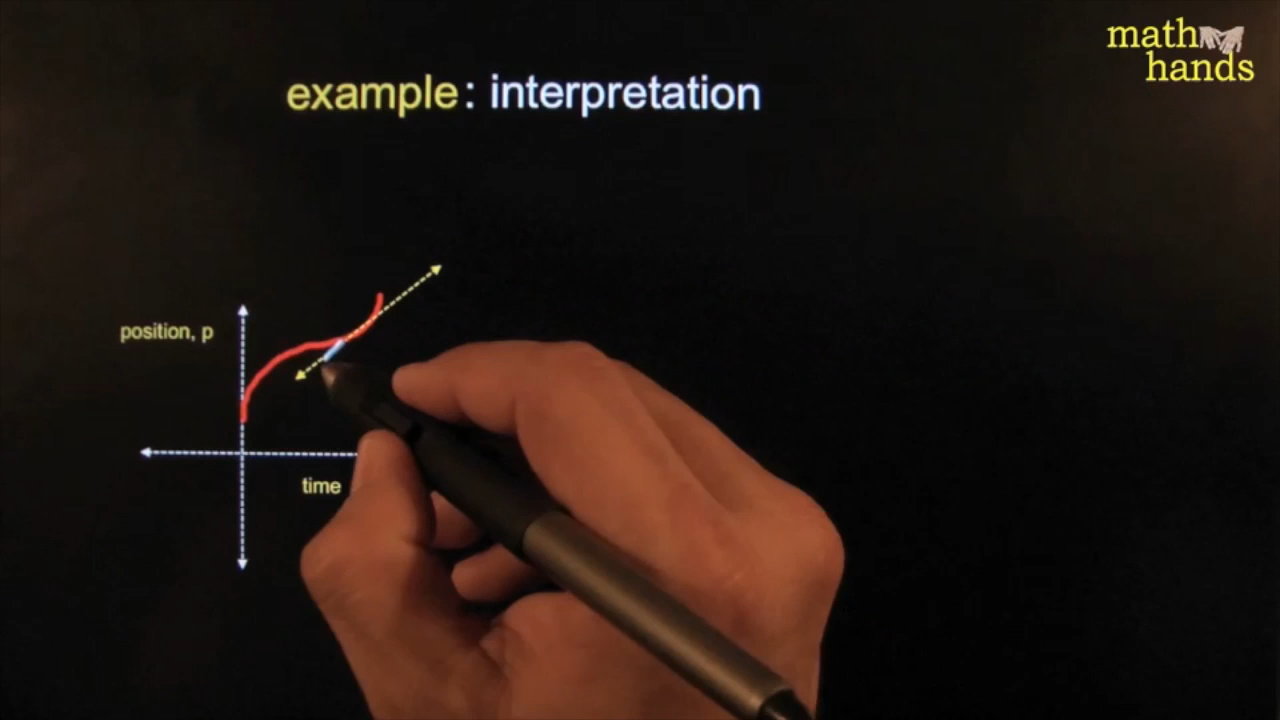 math
hands
example: interpretation
position, p
time